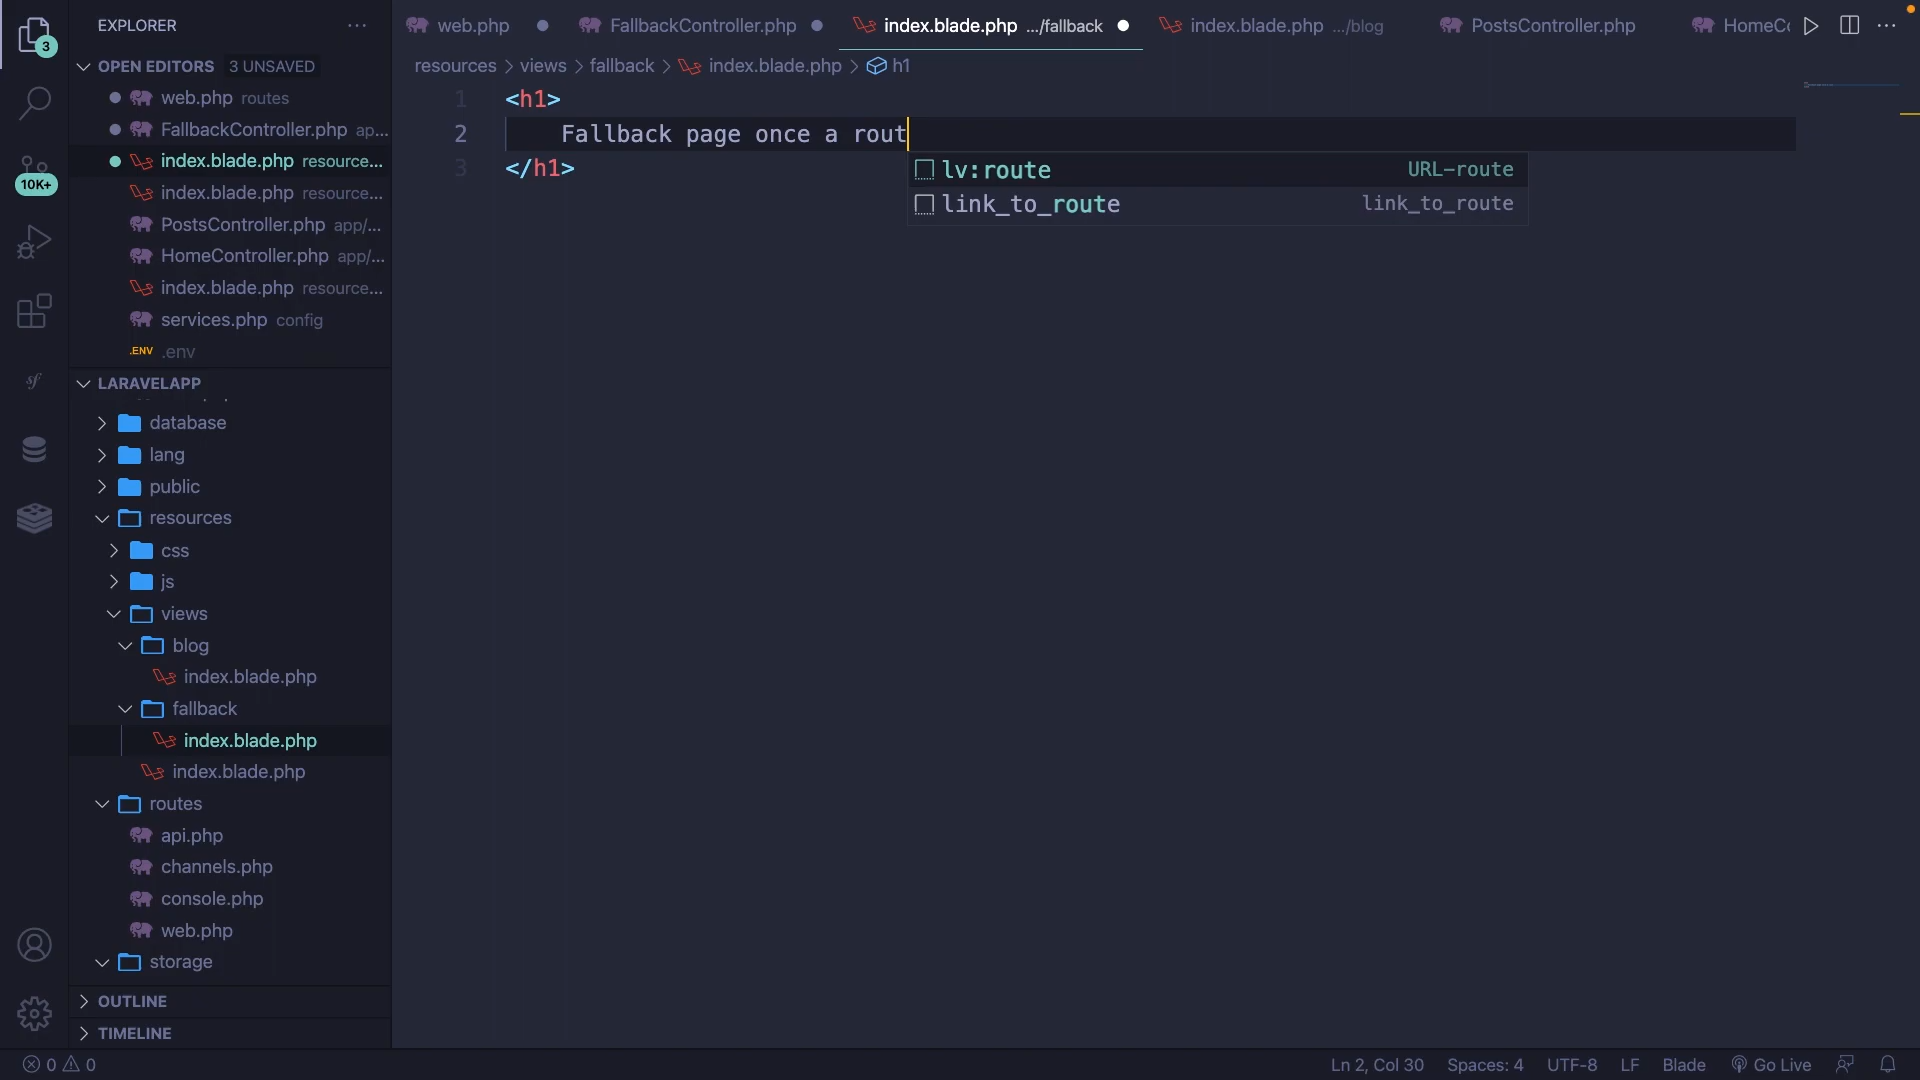 EXPLORER
OPEN EDITORS 3 UNSAVED
web.php routes
FallbackController.php ap...
index.blade.php resource...
index.blade.php resource...
PostsController.php app/...
HomeController.php app/...
index.blade.php resource...
services.php config
.ENV .env
LARAVELAPP
database
lang
public
resources
css
js
views
blog
index.blade.php
fallback
index.blade.php
index.blade.php
routes
api.php
channels.php
console.php
web.php
storage
OUTLINE
TIMELINE
3
10K+
sf
web.php
FallbackController.php
index.blade.php .../fallback
index.blade.php .../blog
PostsController.php
HomeCo
resources > views > fallback > index.blade.php > h1
1 <h1>
2 Fallback page once a rout
3 </h1>
lv:route URL-route
link_to_route link_to_route
0 0
Ln 2, Col 30 Spaces: 4 UTF-8 LF Blade Go Live